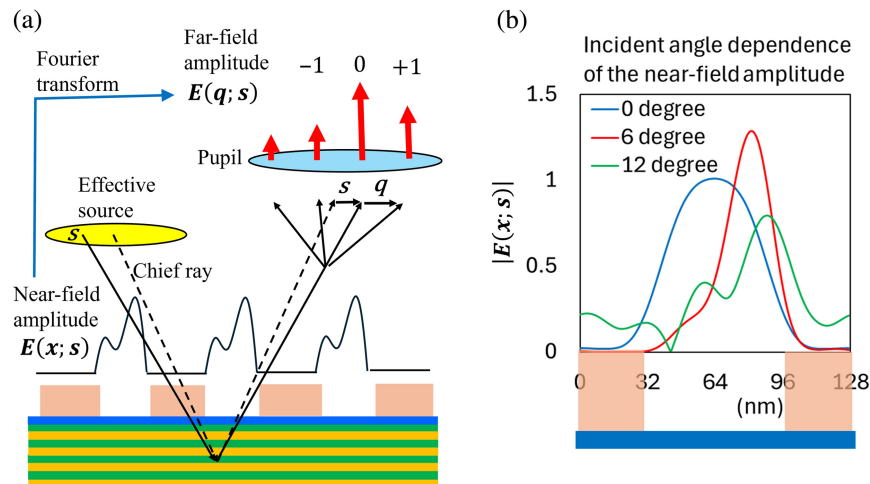 (a)
Fourier
transform
Far-field
amplitude
E(q; s)
−1
0
+1
Pupil
Effective
source
s
s
q
Chief ray
Near-field
amplitude
E(x; s)
(b)
Incident angle dependence
of the near-field amplitude
1.5
1
0.5
0
|E(x; s)|
0 degree
6 degree
12 degree
0
32
64
96
128
(nm)